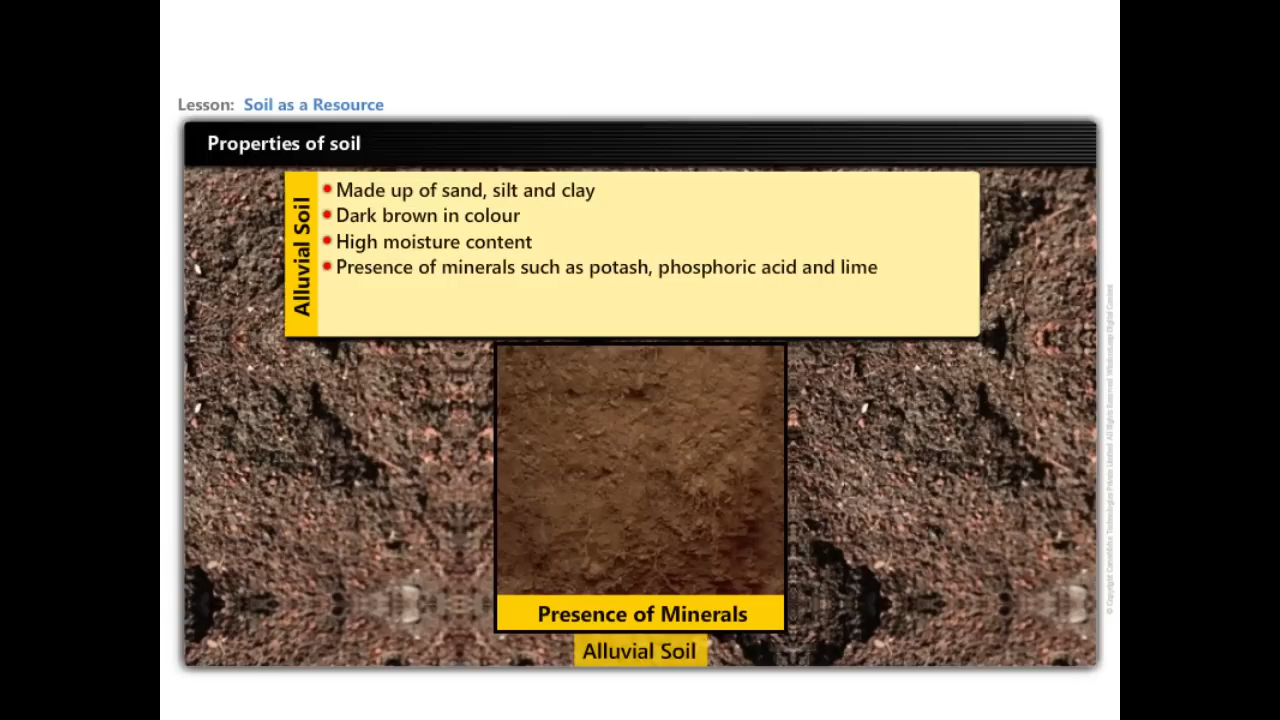 Lesson: Soil as a Resource
Properties of soil
Alluvial Soil
Made up of sand, silt and clay
Dark brown in colour
High moisture content
Presence of minerals such as potash, phosphoric acid and lime
Presence of Minerals
Alluvial Soil